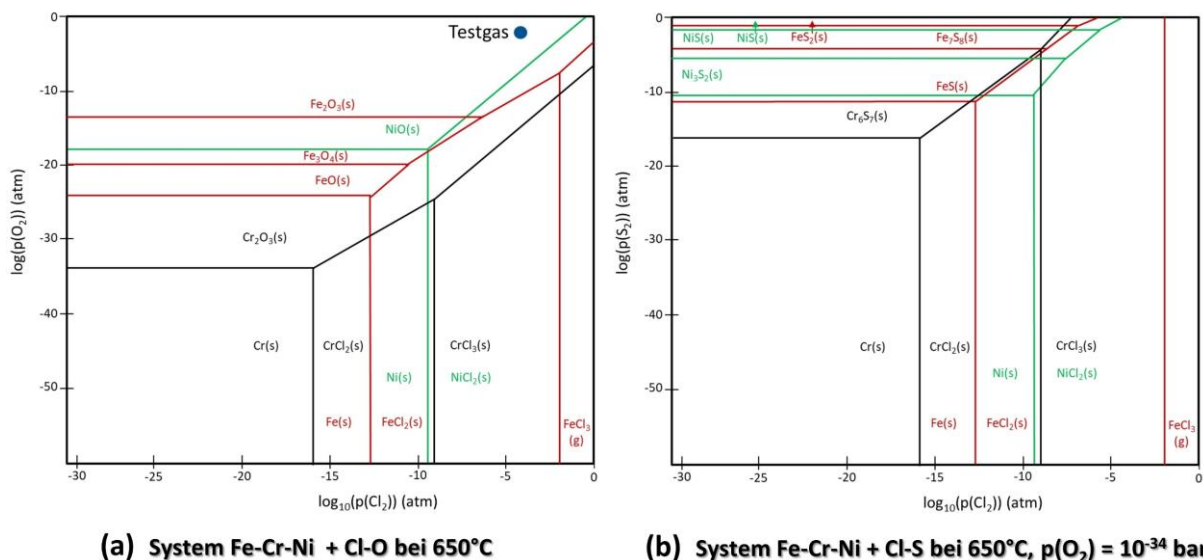 0
-10
-20
-30
-40
-50
log(p(O₂)) (atm)
Testgas
Fe₂O₃(s)
NiO(s)
Fe₃O₄(s)
FeO(s)
Cr₂O₃(s)
Cr(s)
CrCl₂(s)
CrCl₃(s)
Ni(s)
NiCl₂(s)
Fe(s)
FeCl₂(s)
FeCl₃
(g)
-30
-25
-20
-15
-10
-5
0
log₁₀(p(Cl₂)) (atm)
(a) System Fe-Cr-Ni + Cl-O bei 650°C
0
-10
-20
-30
-40
-50
log(p(S₂)) (atm)
NiS(s)
NiS(s)
FeS₂(s)
Fe₇S₈(s)
Ni₃S₂(s)
FeS(s)
Cr₆S₇(s)
Cr(s)
CrCl₂(s)
CrCl₃(s)
Ni(s)
NiCl₂(s)
Fe(s)
FeCl₂(s)
FeCl₃
(g)
-30
-25
-20
-15
-10
-5
0
log₁₀(p(Cl₂)) (atm)
(b) System Fe-Cr-Ni + Cl-S bei 650°C, p(O₂) = 10⁻³⁴ bar